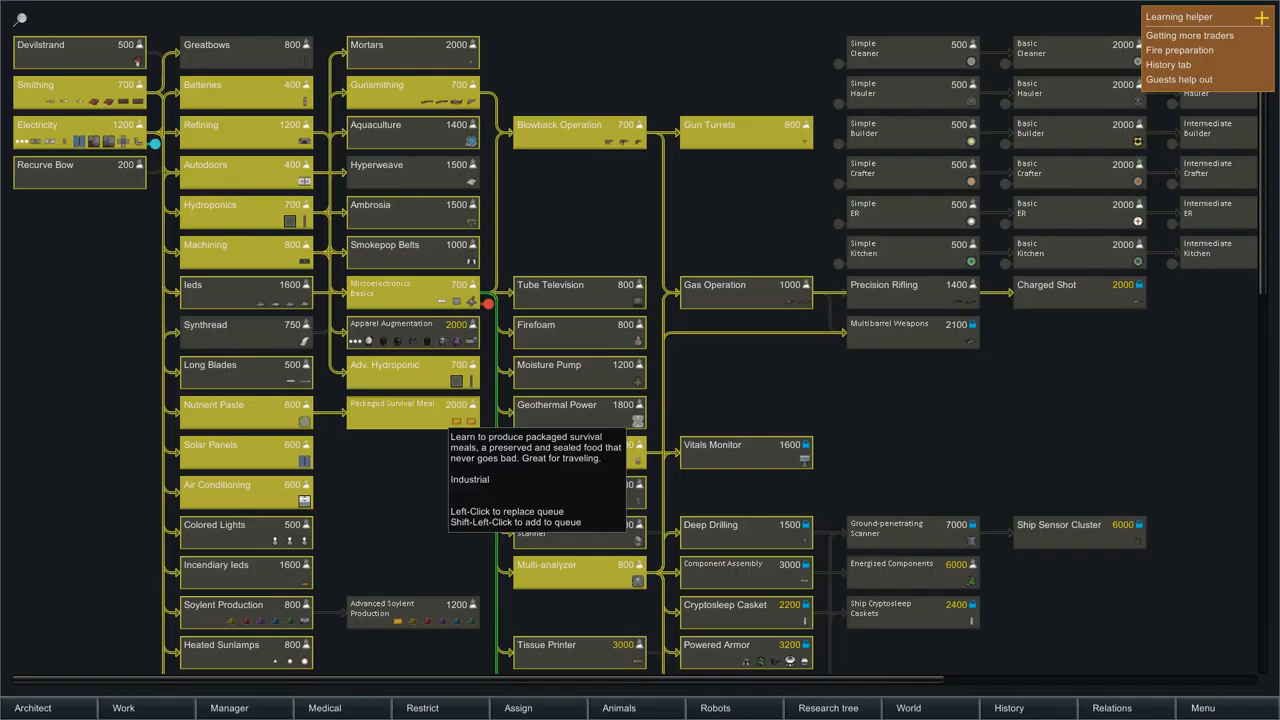 Learning helper
Getting more traders
Fire preparation
History tab
Guests help out
Devilstrand 500
Greatbows 800
Mortars 2000
Simple Cleaner 500
Basic Cleaner 2000
Smithing 700
Batteries 400
Gunsmithing 700
Simple Hauler 500
Basic Hauler 2000
Hauler
Electricity 1200
Refining 1200
Aquaculture 1400
Blowback Operation 700
Gun Turrets 800
Simple Builder 500
Basic Builder 2000
Intermediate Builder
Recurve Bow 200
Autodoors 400
Hyperweave 1500
Simple Crafter 500
Basic Crafter 2000
Intermediate Crafter
Hydroponics 700
Ambrosia 1500
Simple ER 500
Basic ER 2000
Intermediate ER
Machining 800
Smokepop Belts 1000
Simple Kitchen 500
Basic Kitchen 2000
Intermediate Kitchen
Ieds 1600
Microelectronics Basics 700
Tube Television 800
Gas Operation 1000
Precision Rifling 1400
Charged Shot 2000
Synthread 750
Apparel Augmentation 2000
Firefoam 800
Multibarrel Weapons 2100
Long Blades 500
Adv. Hydroponic 700
Moisture Pump 1200
Nutrient Paste 600
Packaged Survival Meal 2000
Geothermal Power 1800
Learn to produce packaged survival
meals, a preserved and sealed food that
never goes bad. Great for traveling.
Industrial
Left-Click to replace queue
Shift-Left-Click to add to queue
Solar Panels 600
Vitals Monitor 1600
Air Conditioning 600
Colored Lights 500
scanner
Deep Drilling 1500
Ground-penetrating Scanner 7000
Ship Sensor Cluster 6000
Incendiary Ieds 1600
Multi-analyzer 800
Component Assembly 3000
Energized Components 6000
Soylent Production 800
Advanced Soylent Production 1200
Cryptosleep Casket 2200
Ship Cryptosleep Caskets 2400
Heated Sunlamps 800
Tissue Printer 3000
Powered Armor 3200
Architect Work Manager Medical Restrict Assign Animals Robots Research tree World History Relations Menu